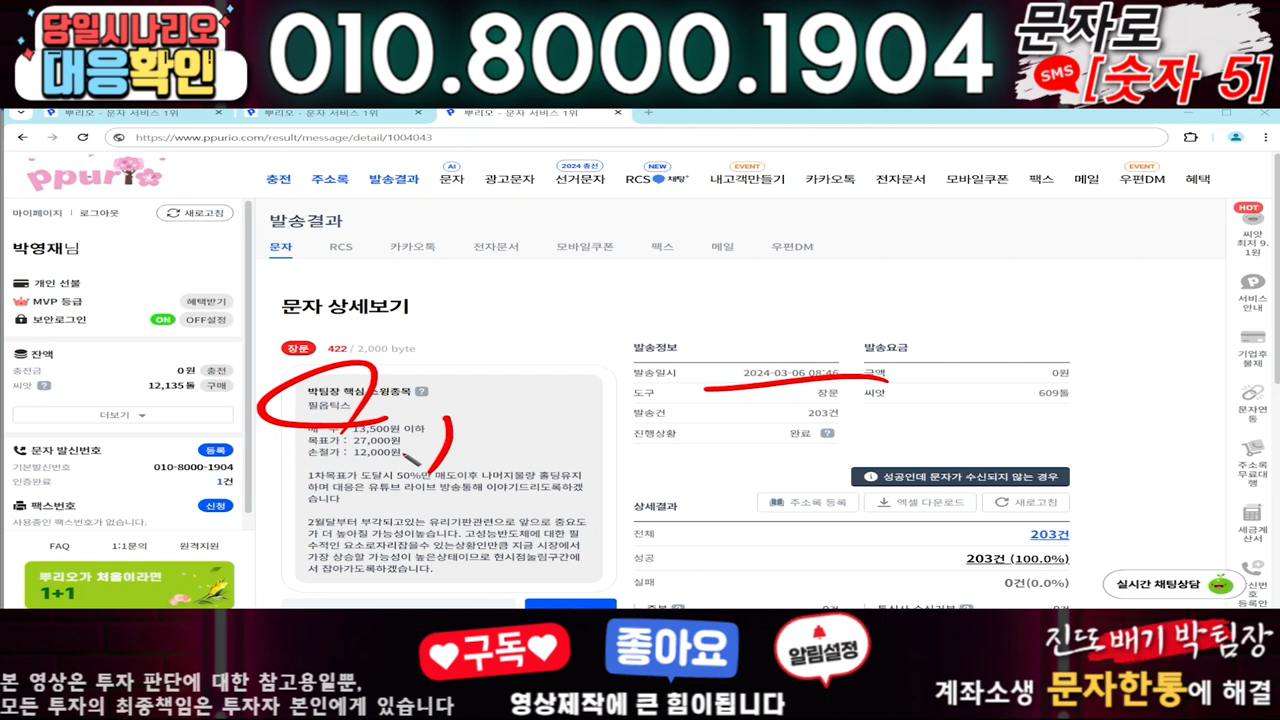 당일시나리오
대응확인
010.8000.1904
문자로
SMS
[숫자 5]
뿌리오 - 문자 서비스 1위
뿌리오 - 문자 서비스 1위
뿌리오 - 문자 서비스 1위
https://www.ppurio.com/result/message/detail/1004043
ppurio
충전
주소록
발송결과
AI
문자
광고문자
2024 총선
선거문자
NEW
RCS 채팅+
EVENT
내고객만들기
카카오톡
전자문서
모바일쿠폰
팩스
메일
EVENT
우편DM
혜택
마이페이지 | 로그아웃
새로고침
박영재님
개인 선불
MVP 등급
혜택받기
보안로그인
ON
OFF설정
잔액
충전금
0원
충전
씨앗 ?
12,135톨
구매
더보기
문자 발신번호
등록
기본발신번호
010-8000-1904
인증완료
1건
팩스번호
신청
사용중인 팩스번호가 없습니다.
FAQ
1:1문의
원격지원
뿌리오가 처음이라면
1+1
발송결과
문자
RCS
카카오톡
전자문서
모바일쿠폰
팩스
메일
우편DM
문자 상세보기
장문
422 / 2,000 byte
박팀장 핵심 스윙종목 ?
필옵틱스
13,500원 이하
목표가 : 27,000원
손절가 : 12,000원
1차목표가 도달시 50%만 매도이후 나머지물량 홀딩유지
하며 대응은 유튜브 라이브 방송통해 이야기드리도록하겠
습니다
2월달부터 부각되고있는 유리기판관련으로 앞으로 중요도
가 더 높아질 가능성이높습니다. 고성능반도체에 대한 필
수적인 요소로자리잡을수 있는상황인만큼 지금 시장에서
가장 상승할 가능성이 높은상태이므로 현시점눌림구간에
서 잡아가도록하겠습니다.
발송정보
발송일시
2024-03-06 08:46
도구
장문
발송건
203건
진행상황
완료 ?
발송요금
금액
0원
씨앗
609톨
성공인데 문자가 수신되지 않는 경우
상세결과
주소록 등록
엑셀 다운로드
새로고침
전체
203건
성공
203건 (100.0%)
실패
0건(0.0%)
HOT
씨앗
최저 9.
1원
서비스
안내
기업후
불제
문자연
동
주소록
무료대
행
세금계
산서
실시간 채팅상담
본 영상은 투자 판단에 대한 참고용일뿐,
모든 투자의 최종책임은 투자자 본인에게 있습니다
구독
좋아요
알림설정
영상제작에 큰 힘이됩니다
진또배기 박팀장
계좌소생 문자한통에 해결